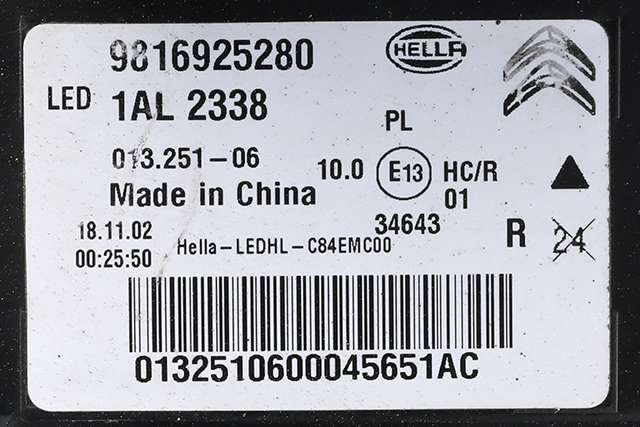 9816925280
HELLA
LED 1AL 2338
PL
013.251-06
10.0 E13 HC/R
01
Made in China
34643
18.11.02
00:25:50
Hella-LEDHL-C84EMC00
R 24
0132510600045651AC